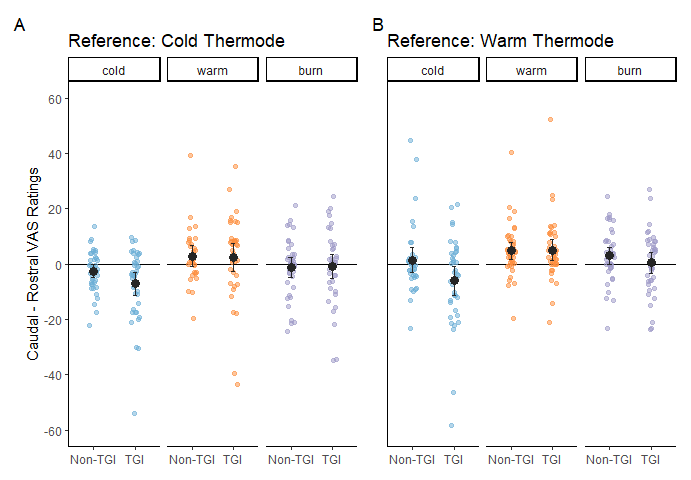 A
B
Reference: Cold Thermode
Reference: Warm Thermode
cold
warm
burn
cold
warm
burn
Caudal - Rostral VAS Ratings
60
40
20
0
-20
-40
-60
Non-TGI TGI Non-TGI TGI Non-TGI TGI
Non-TGI TGI Non-TGI TGI Non-TGI TGI